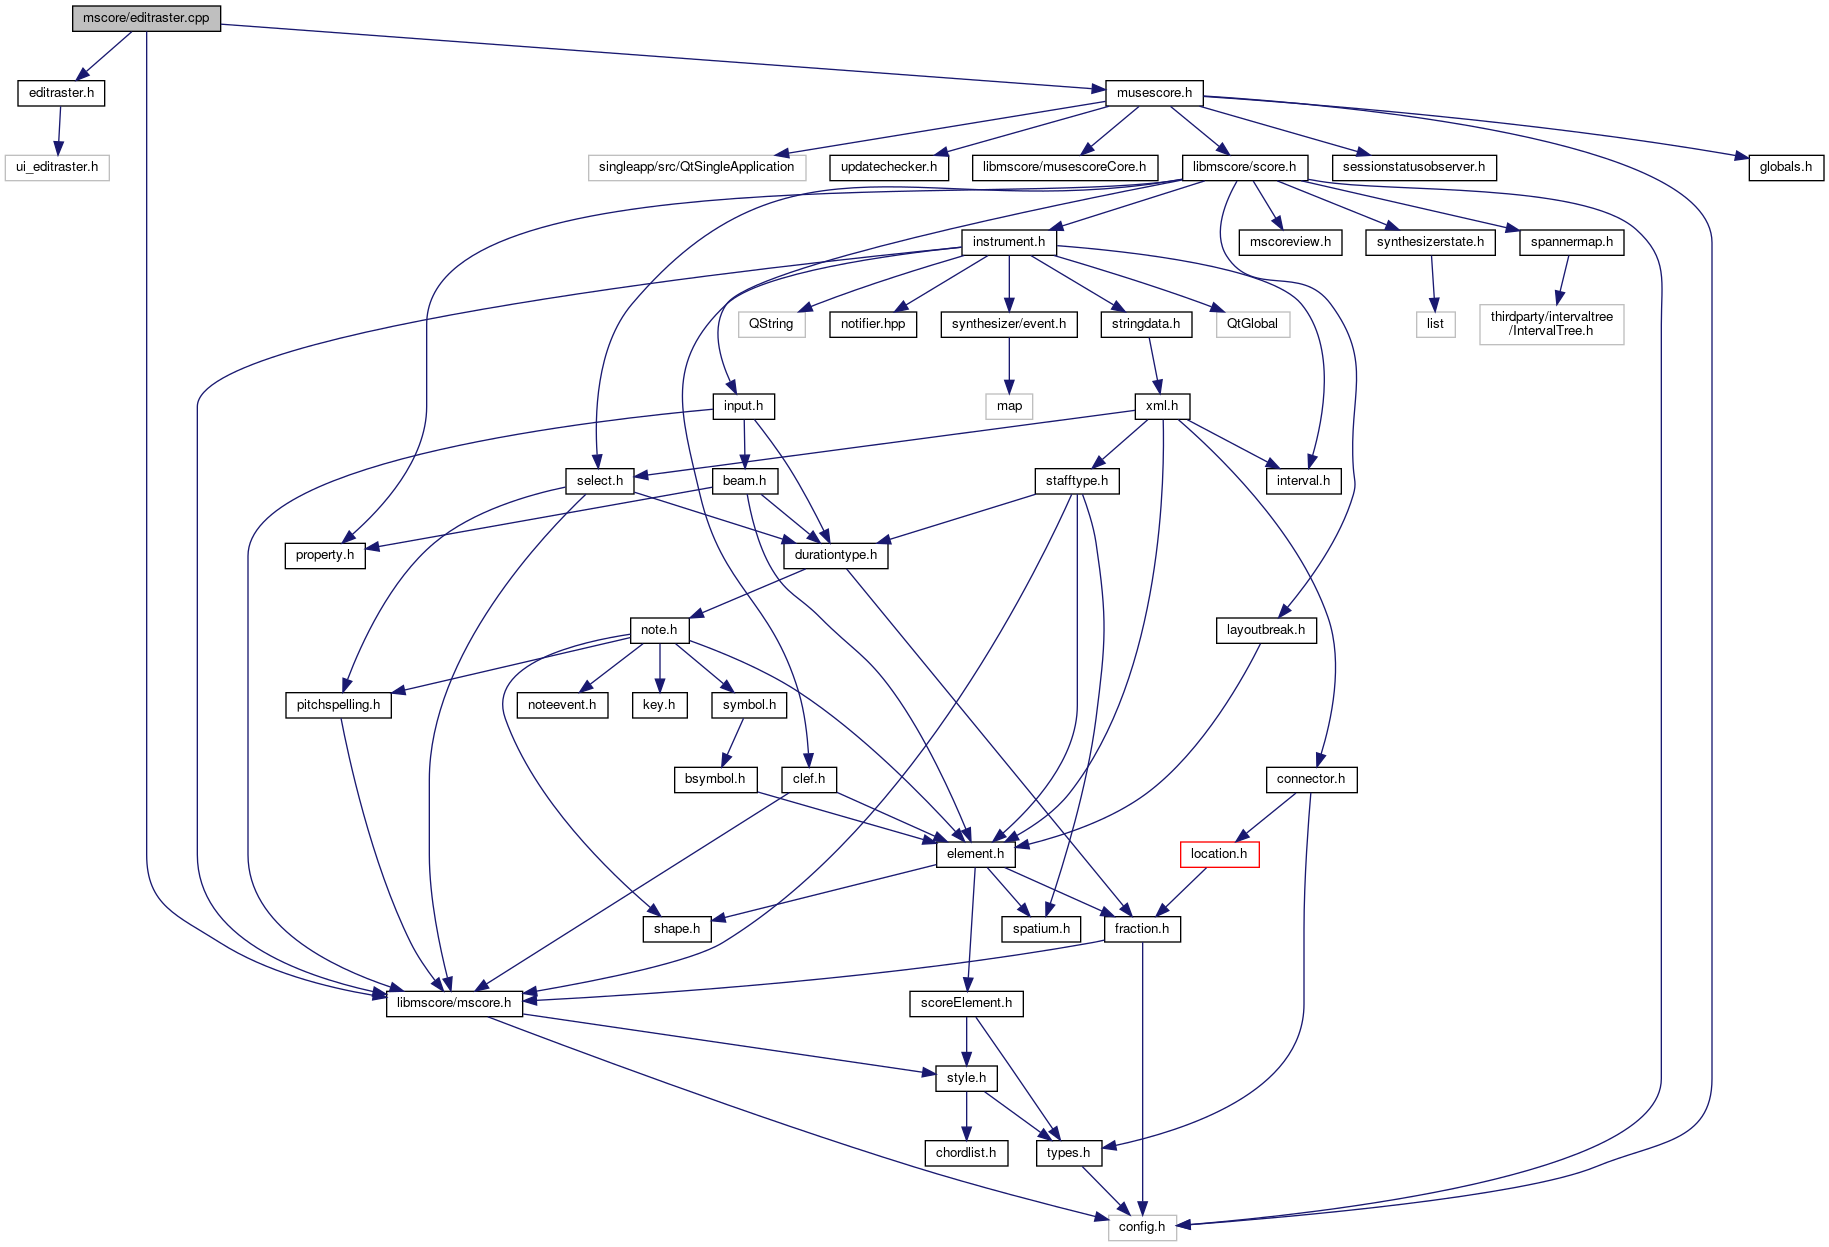 mscore/editraster.cpp
editraster.h
musescore.h
ui_editraster.h
singleapp/src/QtSingleApplication
updatechecker.h
libmscore/musescoreCore.h
libmscore/score.h
sessionstatusobserver.h
globals.h
instrument.h
mscoreview.h
synthesizerstate.h
spannermap.h
QString
notifier.hpp
synthesizer/event.h
stringdata.h
QtGlobal
list
thirdparty/intervaltree
/IntervalTree.h
input.h
map
xml.h
select.h
beam.h
stafftype.h
interval.h
property.h
durationtype.h
note.h
layoutbreak.h
pitchspelling.h
noteevent.h
key.h
symbol.h
bsymbol.h
clef.h
connector.h
element.h
location.h
shape.h
spatium.h
fraction.h
libmscore/mscore.h
scoreElement.h
style.h
chordlist.h
types.h
config.h